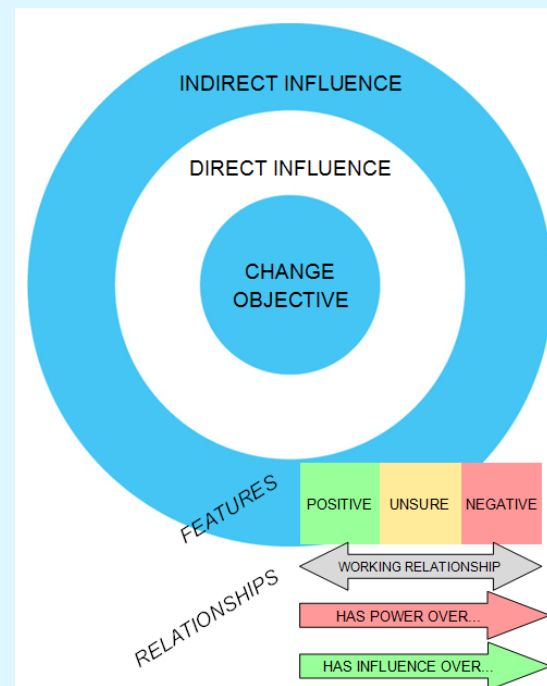 INDIRECT INFLUENCE
DIRECT INFLUENCE
CHANGE
OBJECTIVE
FEATURES
POSITIVE
UNSURE
NEGATIVE
RELATIONSHIPS
WORKING RELATIONSHIP
HAS POWER OVER...
HAS INFLUENCE OVER...